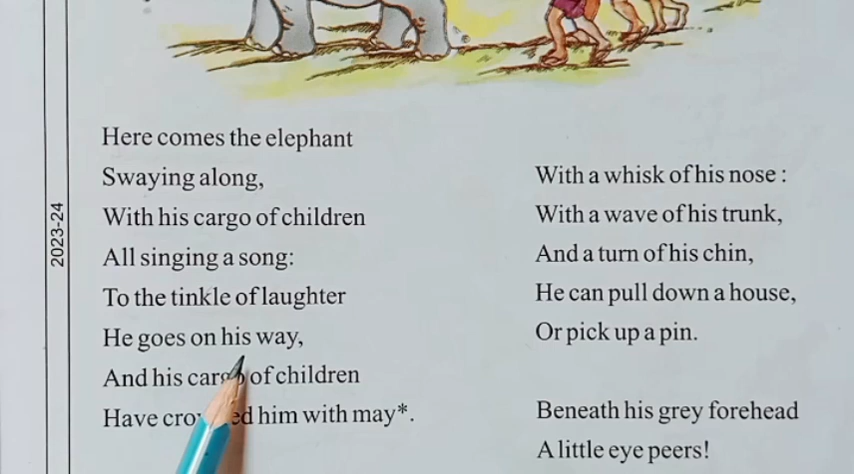 2023-24
Here comes the elephant
Swaying along,
With his cargo of children
All singing a song:
To the tinkle of laughter
He goes on his way,
And his cargo of children
Have crowned him with may*.
With a whisk of his nose :
With a wave of his trunk,
And a turn of his chin,
He can pull down a house,
Or pick up a pin.
Beneath his grey forehead
A little eye peers!